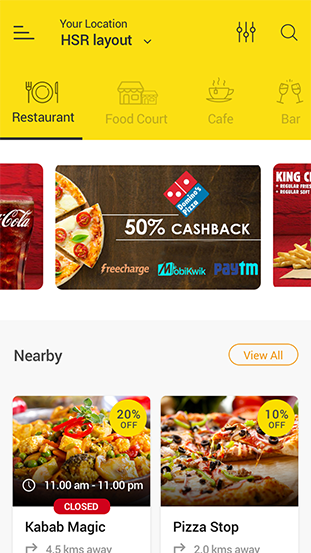 Your Location
HSR layout
Restaurant
Food Court
Cafe
Bar
Coca-Cola
Domino's
Pizza
50% CASHBACK
freecharge
MobiKwik
paytm
KING C
• REGULAR FRIES
• REGULAR SOFT
Nearby
View All
20%
OFF
11.00 am - 11.00 pm
CLOSED
Kabab Magic
4.5 kms away
10%
OFF
Pizza Stop
2.0 kms away